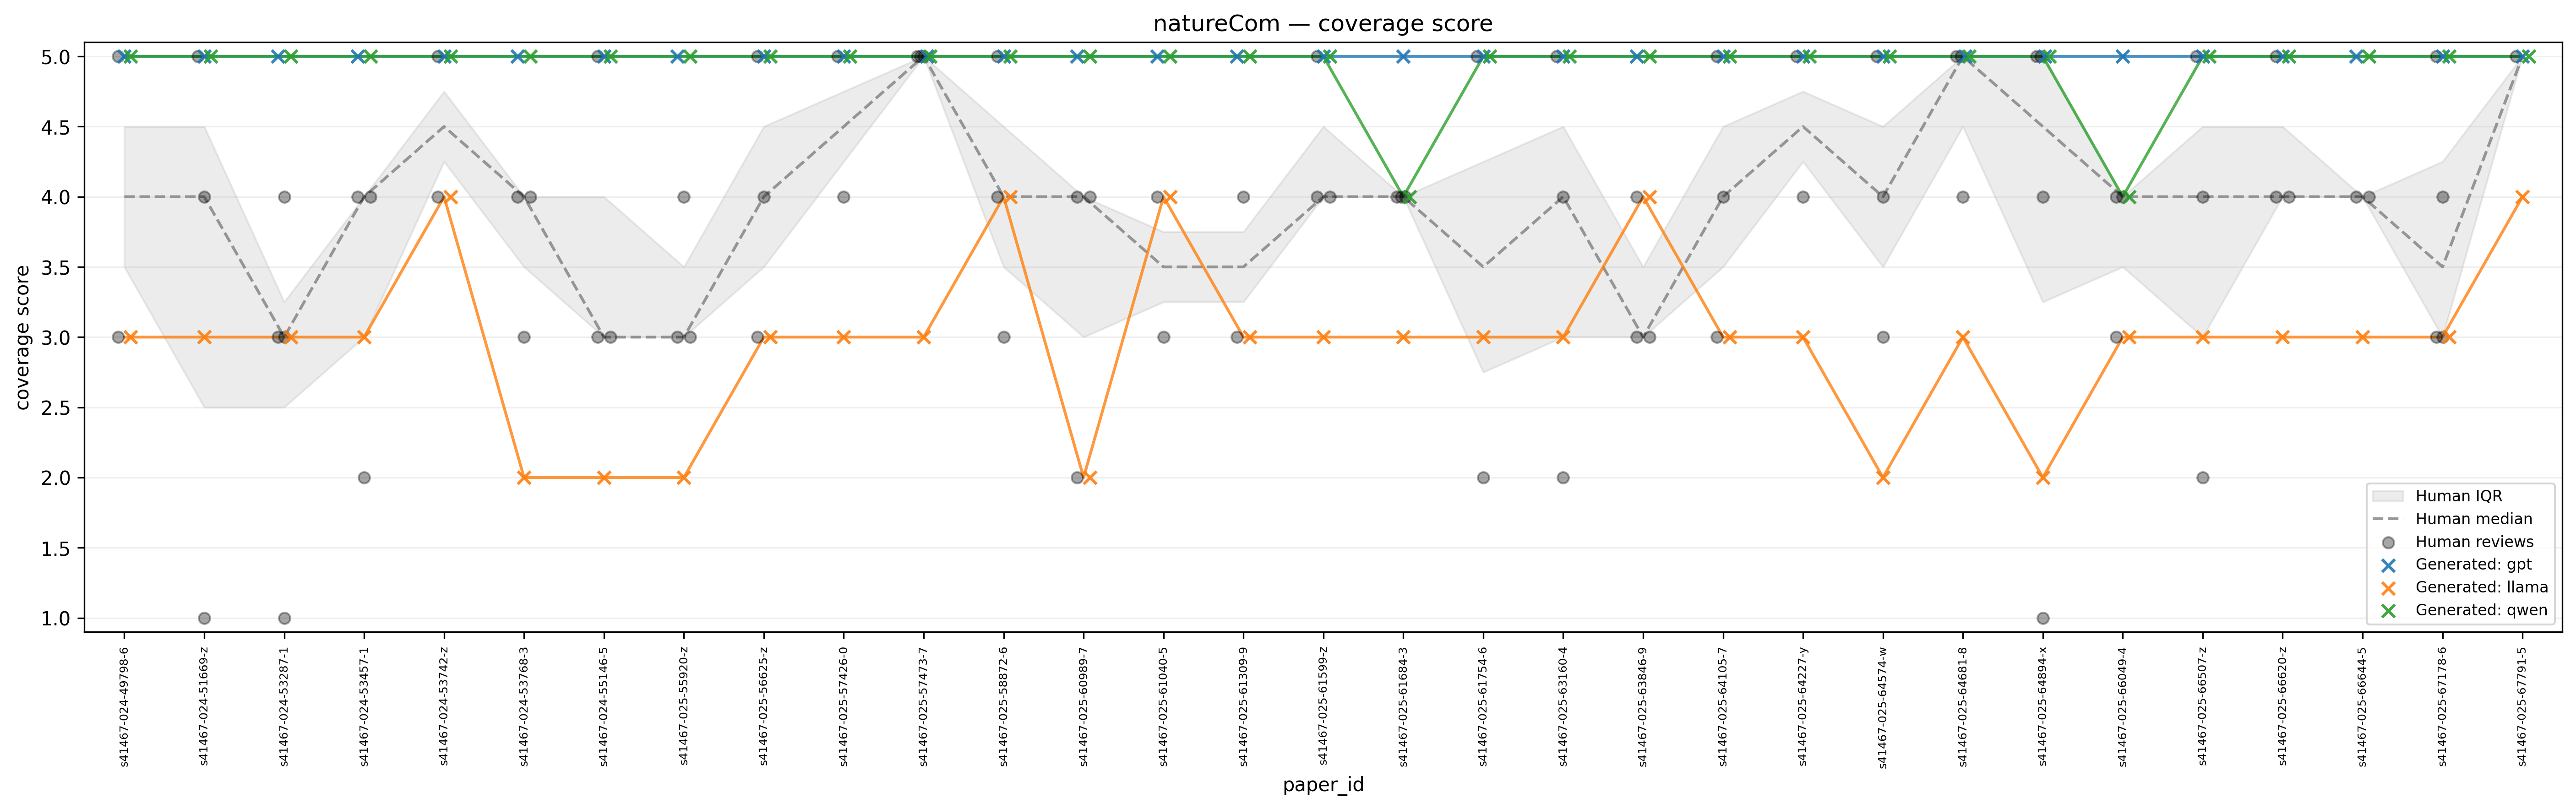 natureCom — coverage score
coverage score
5.0
4.5
4.0
3.5
3.0
2.5
2.0
1.5
1.0
Human IQR
Human median
Human reviews
Generated: gpt
Generated: llama
Generated: qwen
s41467-024-49798-6
s41467-024-51669-z
s41467-024-53287-1
s41467-024-53457-1
s41467-024-53742-z
s41467-024-53768-3
s41467-024-55146-5
s41467-025-55920-z
s41467-025-56625-z
s41467-025-57426-0
s41467-025-57473-7
s41467-025-58872-6
s41467-025-60989-7
s41467-025-61040-5
s41467-025-61309-9
s41467-025-61599-z
s41467-025-61684-3
s41467-025-61754-6
s41467-025-63160-4
s41467-025-63846-9
s41467-025-64105-7
s41467-025-64227-y
s41467-025-64574-w
s41467-025-64681-8
s41467-025-64894-x
s41467-025-66049-4
s41467-025-66507-z
s41467-025-66620-z
s41467-025-66644-5
s41467-025-67178-6
s41467-025-67791-5
paper_id